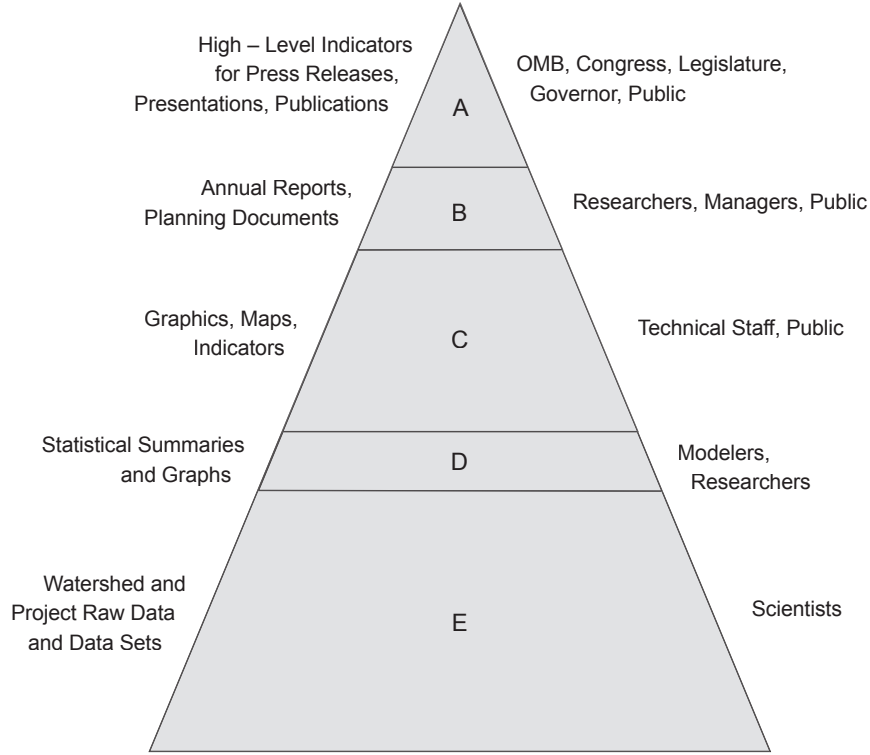 High – Level Indicators
for Press Releases,
Presentations, Publications
A
OMB, Congress, Legislature,
Governor, Public
Annual Reports,
Planning Documents
B
Researchers, Managers, Public
Graphics, Maps,
Indicators
C
Technical Staff, Public
Statistical Summaries
and Graphs
D
Modelers,
Researchers
Watershed and
Project Raw Data
and Data Sets
E
Scientists